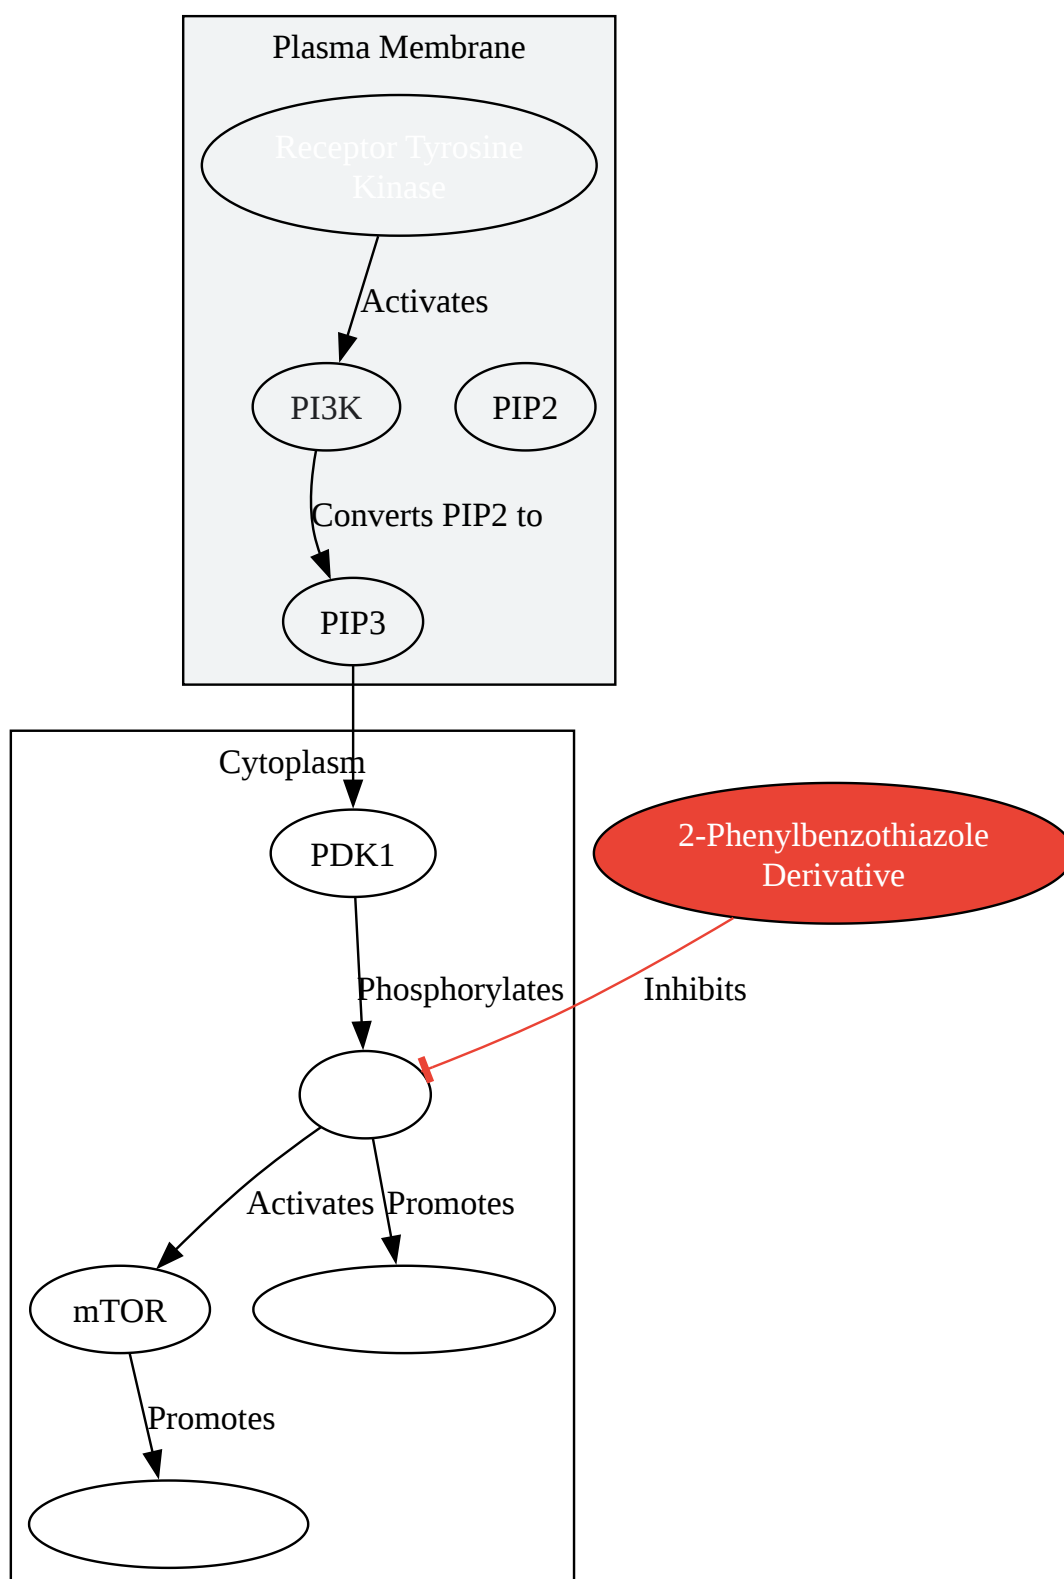 Plasma Membrane
Receptor Tyrosine
Kinase
Activates
PI3K
PIP2
Converts PIP2 to
PIP3
Cytoplasm
PDK1
2-Phenylbenzothiazole
Derivative
Phosphorylates
Inhibits
Activates
Promotes
mTOR
Promotes